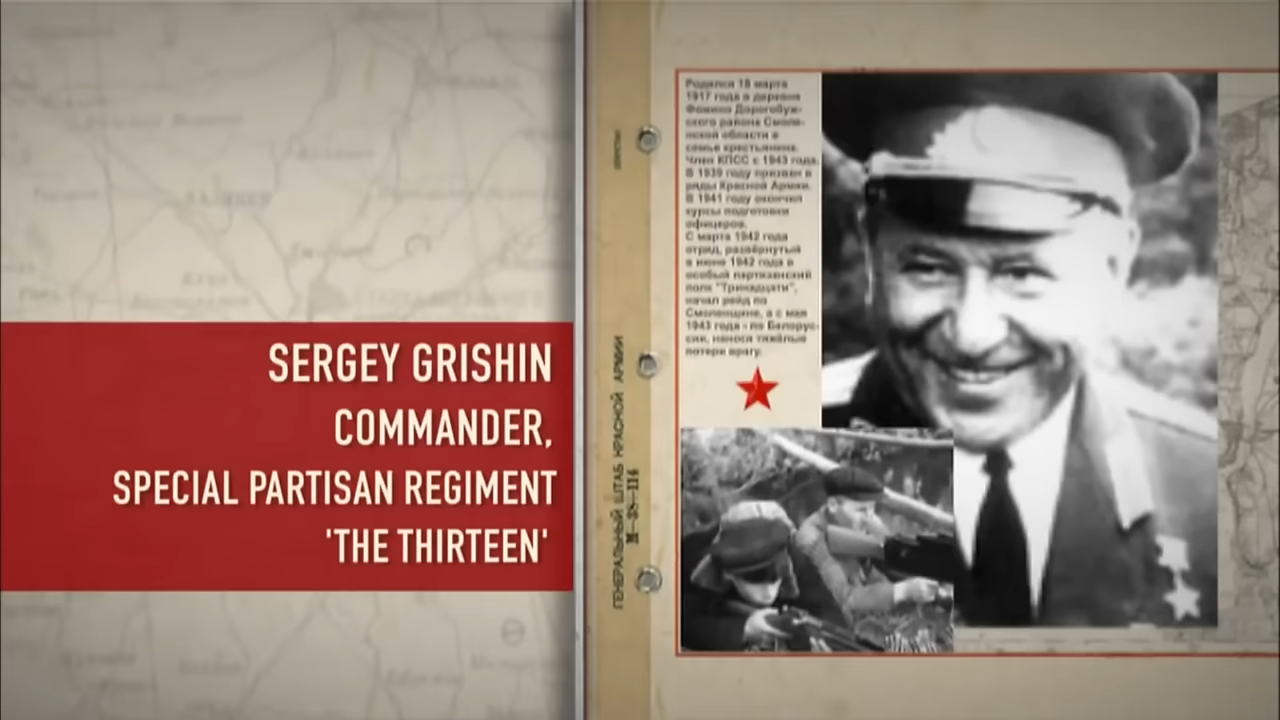 SERGEY GRISHIN
COMMANDER,
SPECIAL PARTISAN REGIMENT
'THE THIRTEEN'
ГЕНЕРАЛЬНЫЙ ШТАБ КРАСНОЙ АРМИИ
Родился 18 марта
1917 года в деревне
Фомино Дорогобуж-
ского района Смоле-
нской области в
семье крестьянина.
Член КПСС с 1943 года.
В 1939 году призван в
ряды Красной Армии.
В 1941 году окончил
курсы подготовки
офицеров.
С марта 1942 года
отряд, развёрнутый
в июне 1942 года в
особый партизанский
полк "Тринадцати",
начал рейд по
Смоленщине, а с мая
1943 года - по Белорус-
сии, нанося тяжёлые
потери врагу.